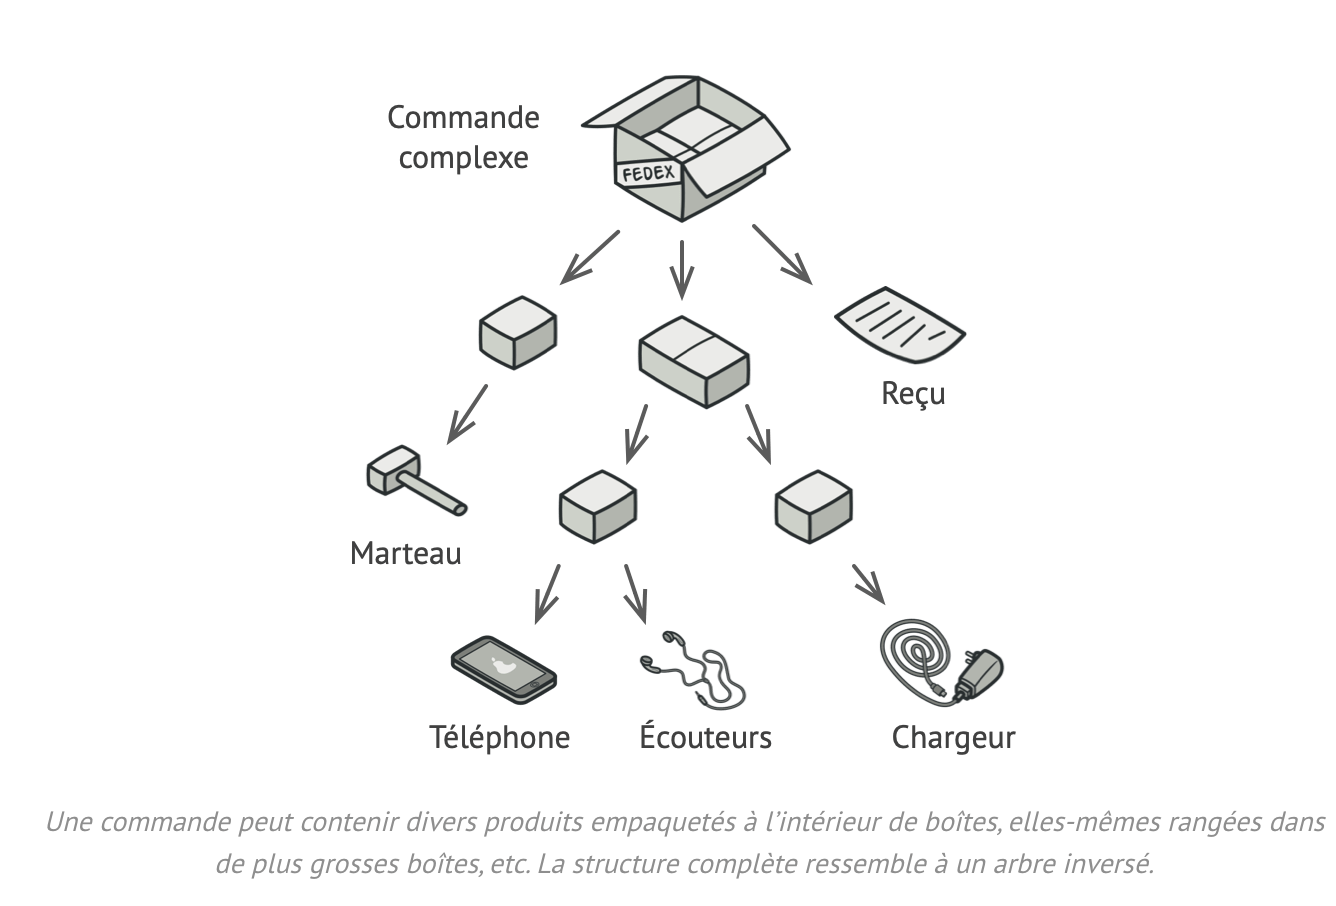 Commande
complexe
FEDEX
Reçu
Marteau
Téléphone
Écouteurs
Chargeur
Une commande peut contenir divers produits empaquetés à l’intérieur de boîtes, elles-mêmes rangées dans
de plus grosses boîtes, etc. La structure complète ressemble à un arbre inversé.